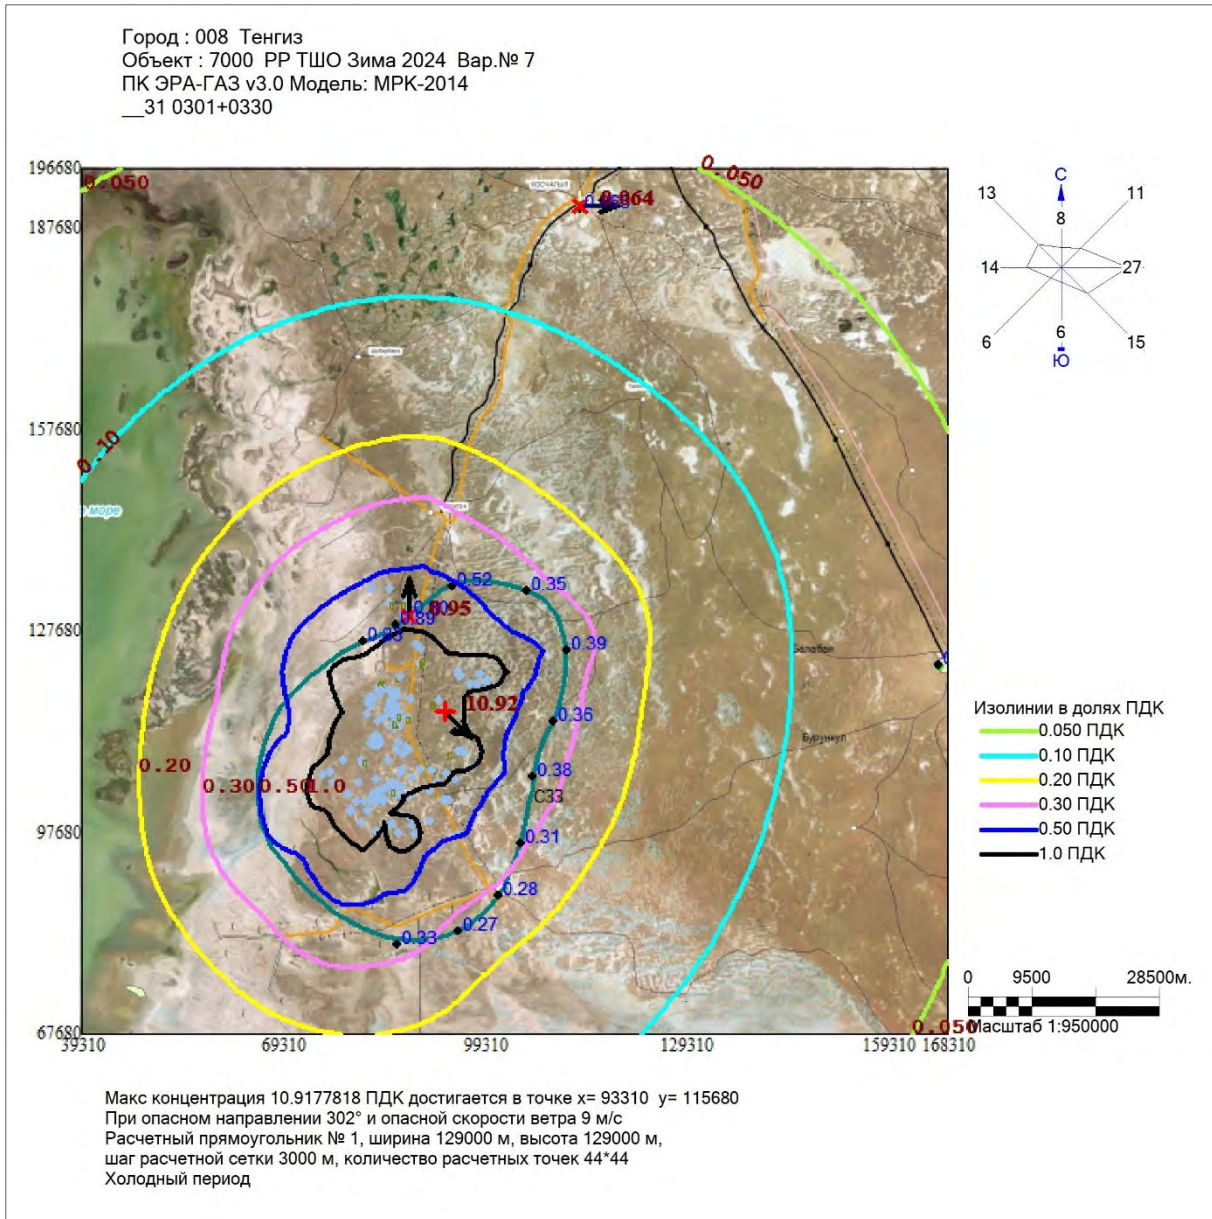 Город : 008 Тенгиз
Объект : 7000 РР ТШО Зима 2024 Вар.№ 7
ПК ЭРА-ГАЗ v3.0 Модель: МРК-2014
__31 0301+0330
196680
187680
157680
127680
97680
67680
39310
69310
99310
129310
159310
168310
0.050
0.050
КОСЧАГЫЛ
0.064
0.10
море
0.52
0.35
0.95
0.89
0.39
10.92
0.36
0.38
С33
0.20
0.30
0.50
1.0
0.31
0.28
0.27
0.33
Бурункул
0.050
С
13
11
8
14
27
6
6
15
Ю
Изолинии в долях ПДК
0.050 ПДК
0.10 ПДК
0.20 ПДК
0.30 ПДК
0.50 ПДК
1.0 ПДК
0 9500 28500м.
Масштаб 1:950000
Макс концентрация 10.9177818 ПДК достигается в точке x= 93310 y= 115680
При опасном направлении 302° и опасной скорости ветра 9 м/с
Расчетный прямоугольник № 1, ширина 129000 м, высота 129000 м,
шаг расчетной сетки 3000 м, количество расчетных точек 44*44
Холодный период